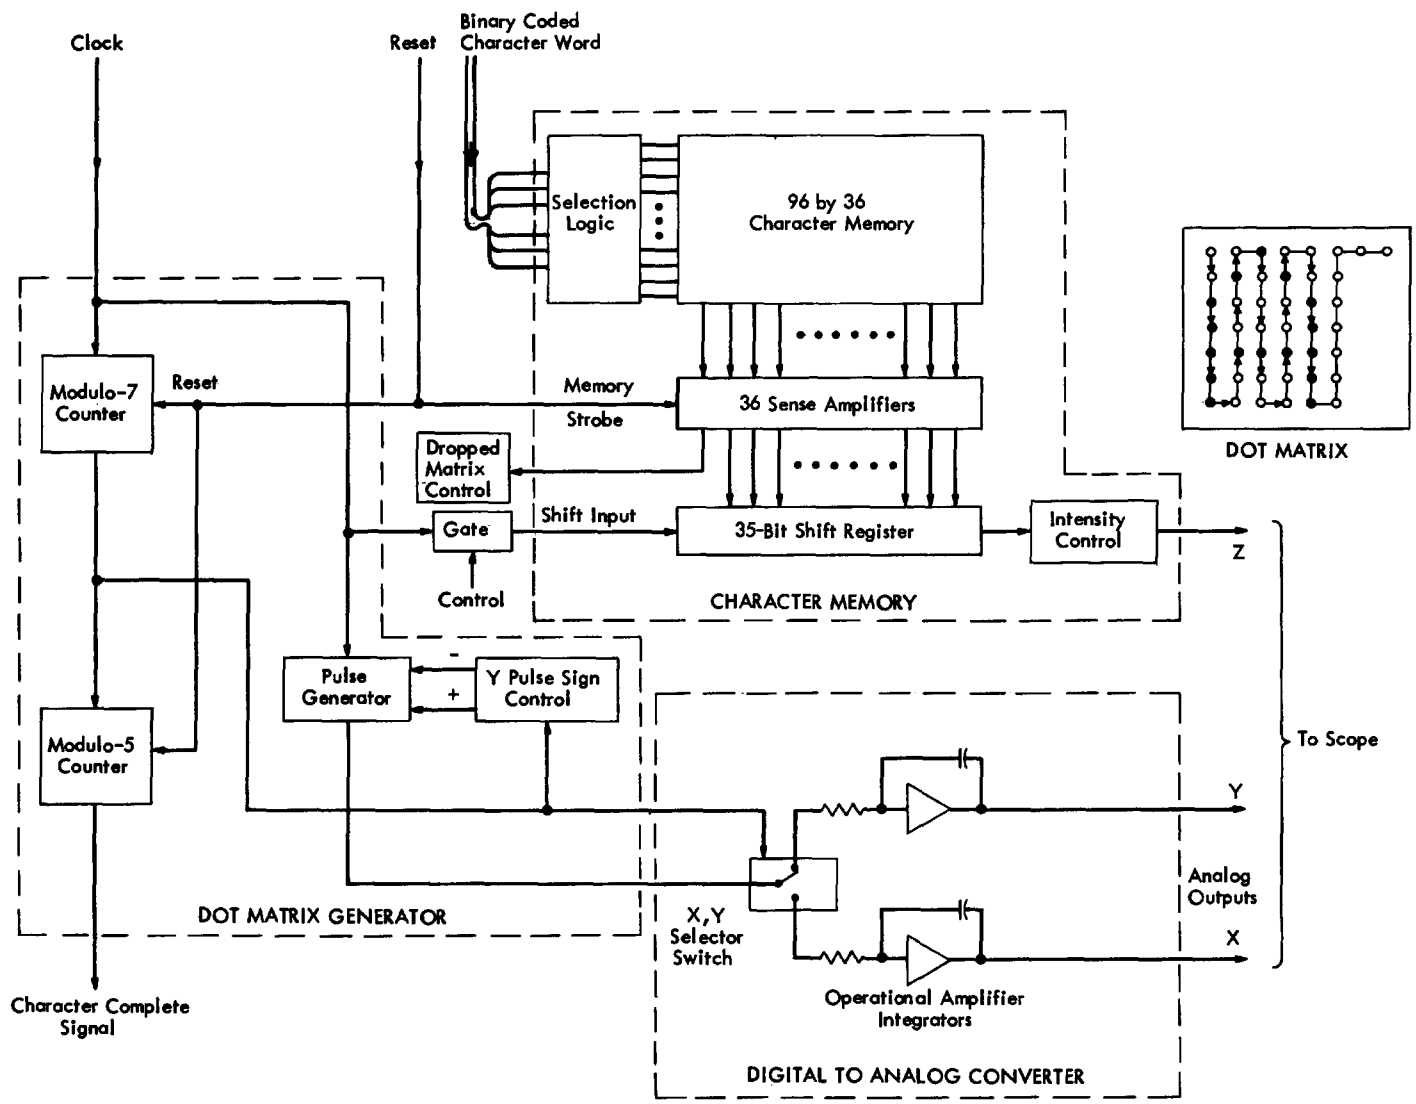 Clock
Reset
Binary Coded
Character Word
Selection
Logic
96 by 36
Character Memory
Modulo-7
Counter
Reset
Memory
Strobe
36 Sense Amplifiers
DOT MATRIX
Dropped
Matrix
Control
Gate
Shift Input
35-Bit Shift Register
Intensity
Control
Z
Control
CHARACTER MEMORY
Pulse
Generator
-
+
Y Pulse Sign
Control
Modulo-5
Counter
To Scope
Y
Analog
Outputs
DOT MATRIX GENERATOR
X,Y
Selector
Switch
X
Operational Amplifier
Integrators
Character Complete
Signal
DIGITAL TO ANALOG CONVERTER